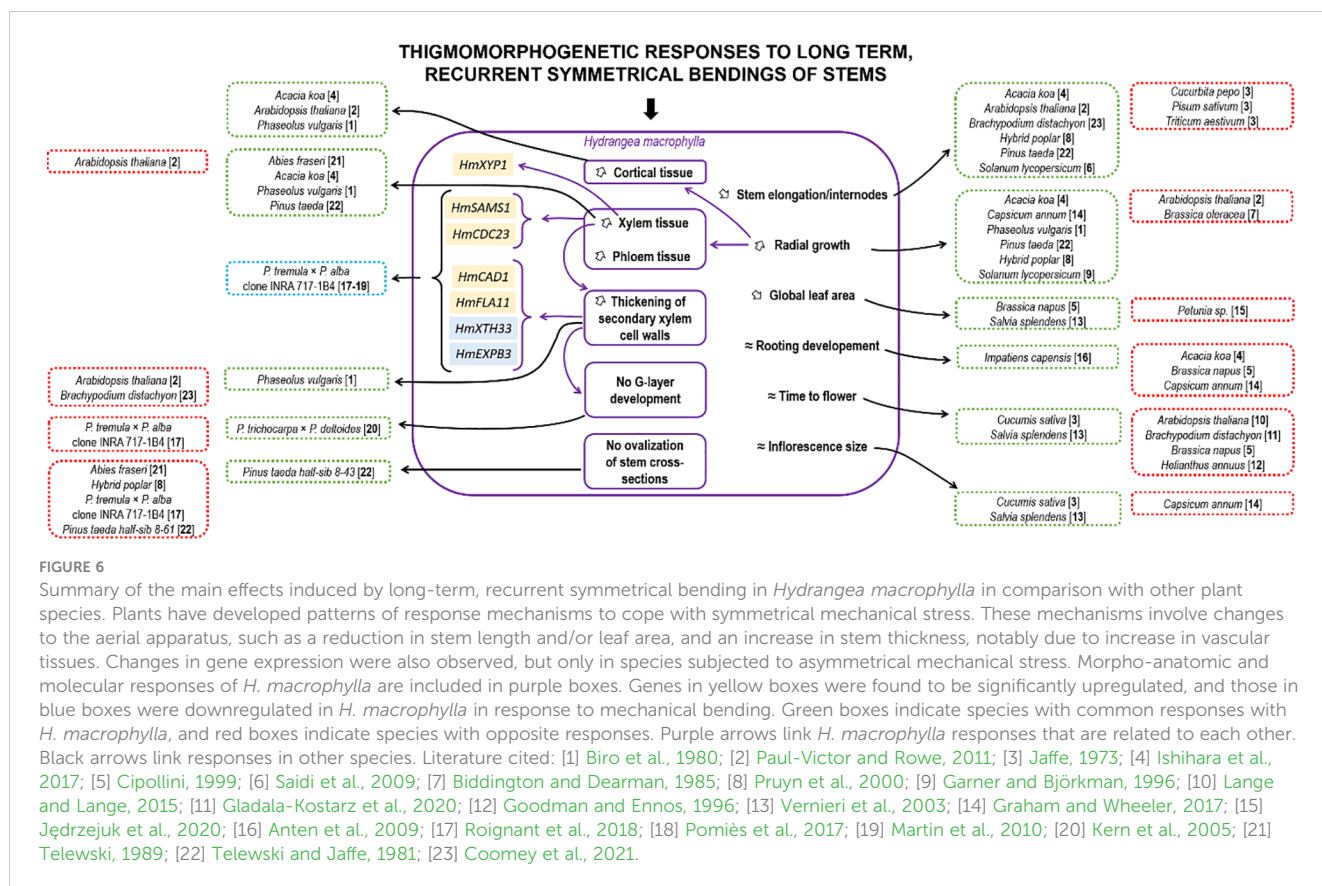 THIGMOMORPHOGENETIC RESPONSES TO LONG TERM,
RECURRENT SYMMETRICAL BENDINGS OF STEMS
Acacia koa [4]
Arabidopsis thaliana [2]
Phaseolus vulgaris [1]
Arabidopsis thaliana [2]
Abies fraseri [21]
Acacia koa [4]
Phaseolus vulgaris [1]
Pinus taeda [22]
P. tremula × P. alba
clone INRA 717-1B4 [17-19]
Arabidopsis thaliana [2]
Brachypodium distachyon [23]
Phaseolus vulgaris [1]
P. tremula × P. alba
clone INRA 717-1B4 [17]
P. trichocarpa × P. deltoides [20]
Abies fraseri [21]
Hybrid poplar [8]
P. tremula × P. alba
clone INRA 717-1B4 [17]
Pinus taeda half-sib 8-61 [22]
Pinus taeda half-sib 8-43 [22]
Hydrangea macrophylla
HmXYP1
HmSAMS1
HmCDC23
HmCAD1
HmFLA11
HmXTH33
HmEXPB3
Cortical tissue
Xylem tissue
Phloem tissue
Thickening of
secondary xylem
cell walls
No G-layer
development
No ovalization
of stem cross-
sections
Stem elongation/internodes
Radial growth
Global leaf area
≈ Rooting developement
≈ Time to flower
≈ Inflorescence size
Acacia koa [4]
Arabidopsis thaliana [2]
Brachypodium distachyon [23]
Hybrid poplar [8]
Pinus taeda [22]
Solanum lycopersicum [6]
Cucurbita pepo [3]
Pisum sativum [3]
Triticum aestivum [3]
Acacia koa [4]
Capsicum annum [14]
Phaseolus vulgaris [1]
Pinus taeda [22]
Hybrid poplar [8]
Solanum lycopersicum [9]
Arabidopsis thaliana [2]
Brassica oleracea [7]
Brassica napus [5]
Salvia splendens [13]
Petunia sp. [15]
Impatiens capensis [16]
Acacia koa [4]
Brassica napus [5]
Capsicum annum [14]
Cucumis sativa [3]
Salvia splendens [13]
Arabidopsis thaliana [10]
Brachypodium distachyon [11]
Brassica napus [5]
Helianthus annuus [12]
Cucumis sativa [3]
Salvia splendens [13]
Capsicum annum [14]
FIGURE 6
Summary of the main effects induced by long-term, recurrent symmetrical bending in Hydrangea macrophylla in comparison with other plant
species. Plants have developed patterns of response mechanisms to cope with symmetrical mechanical stress. These mechanisms involve changes
to the aerial apparatus, such as a reduction in stem length and/or leaf area, and an increase in stem thickness, notably due to increase in vascular
tissues. Changes in gene expression were also observed, but only in species subjected to asymmetrical mechanical stress. Morpho-anatomic and
molecular responses of H. macrophylla are included in purple boxes. Genes in yellow boxes were found to be significantly upregulated, and those in
blue boxes were downregulated in H. macrophylla in response to mechanical bending. Green boxes indicate species with common responses with
H. macrophylla, and red boxes indicate species with opposite responses. Purple arrows link H. macrophylla responses that are related to each other.
Black arrows link responses in other species. Literature cited: [1] Biro et al., 1980; [2] Paul-Victor and Rowe, 2011; [3] Jaffe, 1973; [4] Ishihara et al.,
2017; [5] Cipollini, 1999; [6] Saidi et al., 2009; [7] Biddington and Dearman, 1985; [8] Pruyn et al., 2000; [9] Garner and Björkman, 1996; [10] Lange
and Lange, 2015; [11] Gladala-Kostarz et al., 2020; [12] Goodman and Ennos, 1996; [13] Vernieri et al., 2003; [14] Graham and Wheeler, 2017; [15]
Jędrzejuk et al., 2020; [16] Anten et al., 2009; [17] Roignant et al., 2018; [18] Pomiès et al., 2017; [19] Martin et al., 2010; [20] Kern et al., 2005; [21]
Telewski, 1989; [22] Telewski and Jaffe, 1981; [23] Coomey et al., 2021.